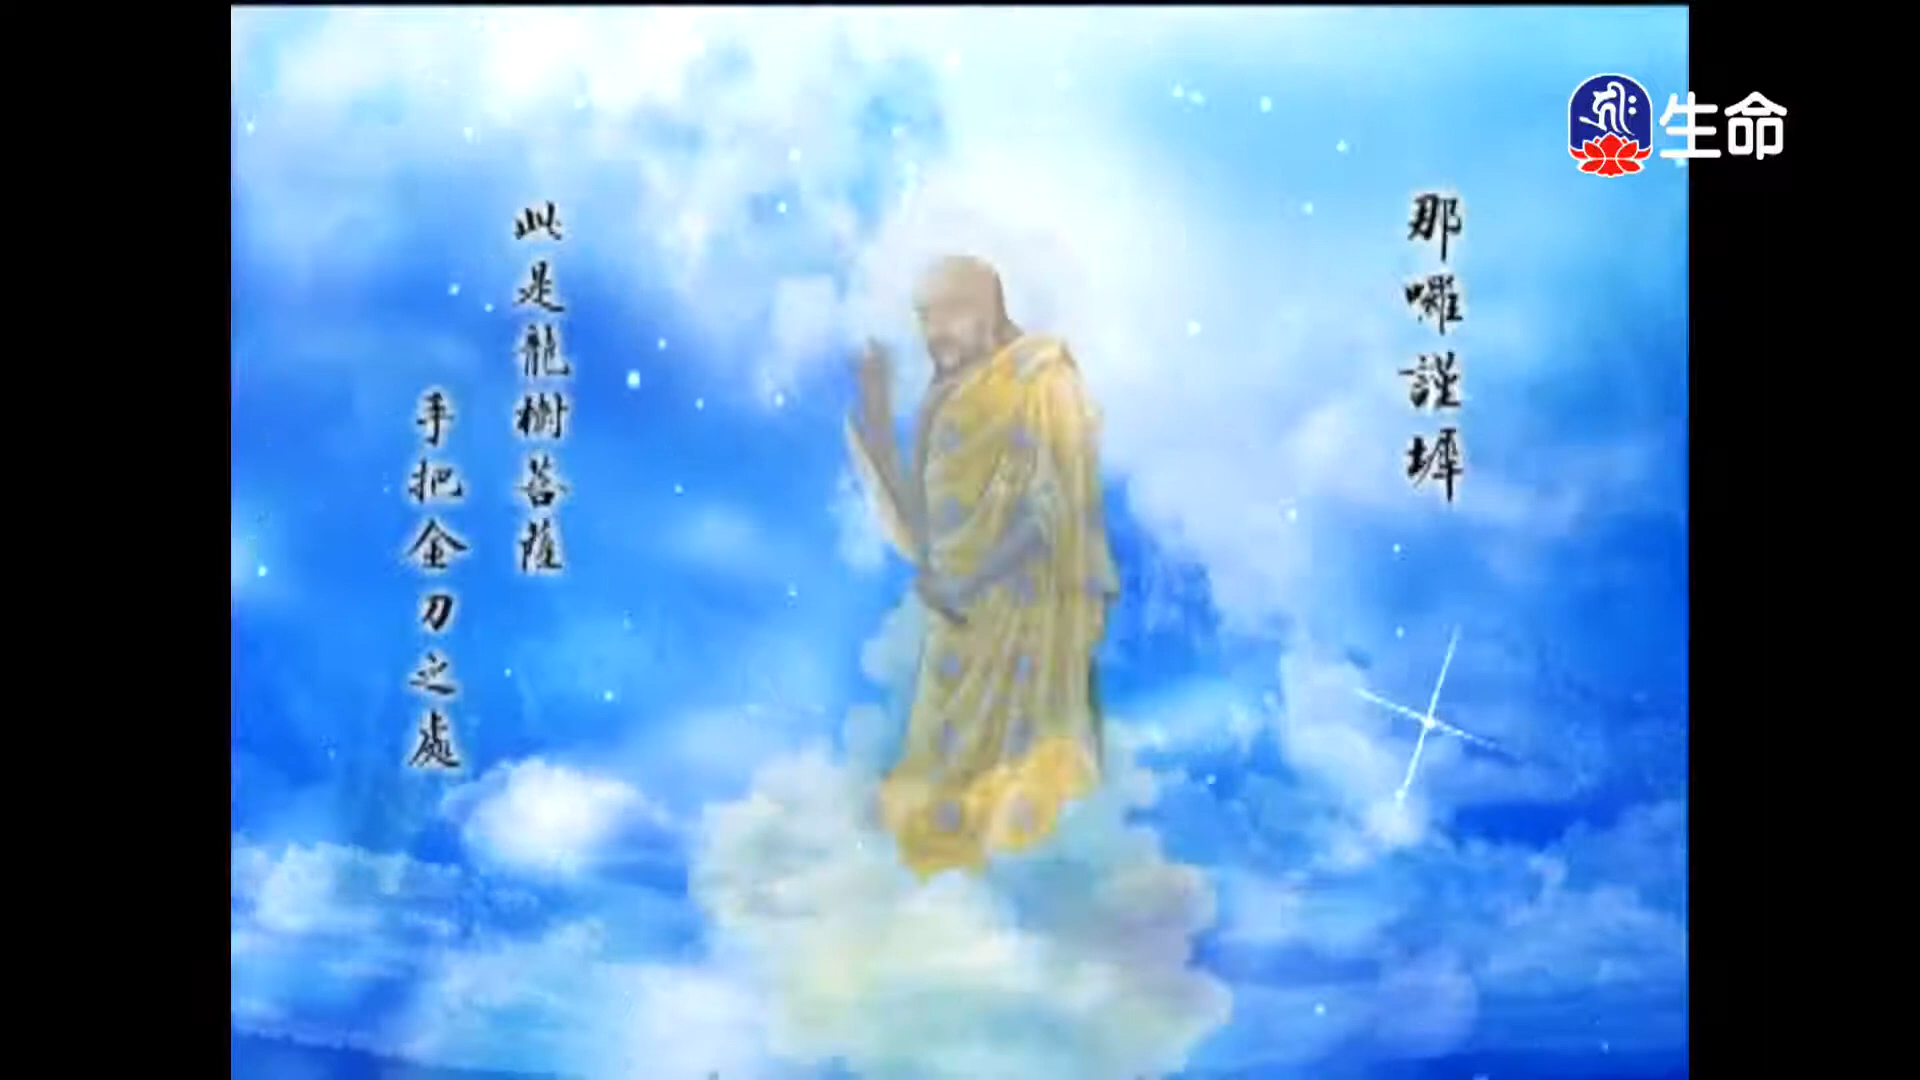 生命
那囉謹墀
此是龍樹菩薩
手把金刀之處